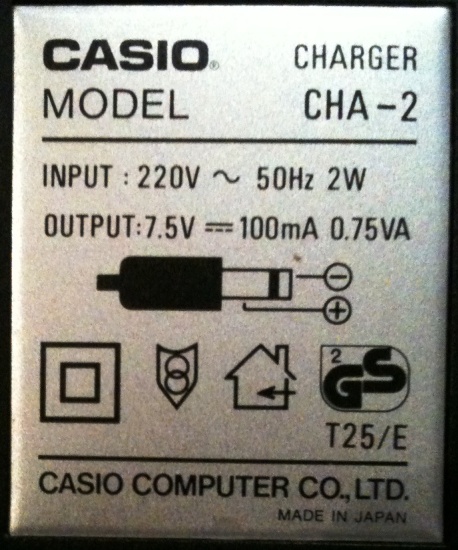 CASIO® CHARGER
MODEL CHA-2
INPUT : 220V ~ 50Hz 2W
OUTPUT:7.5V ⎓ 100mA 0.75VA
−
+
2 GS
T25/E
CASIO COMPUTER CO., LTD.
MADE IN JAPAN